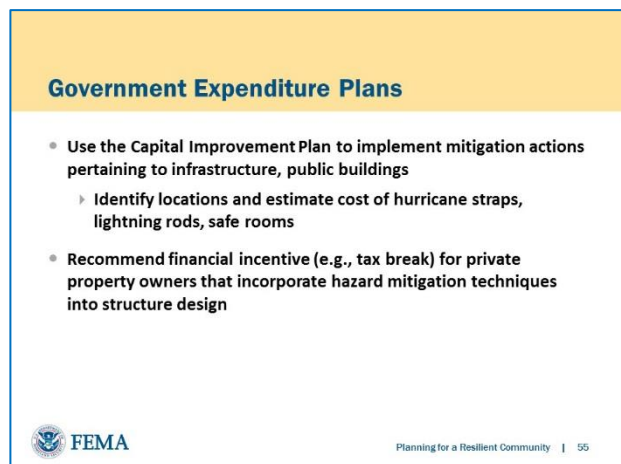 Government Expenditure Plans
Use the Capital Improvement Plan to implement mitigation actions
pertaining to infrastructure, public buildings
Identify locations and estimate cost of hurricane straps,
lightning rods, safe rooms
Recommend financial incentive (e.g., tax break) for private
property owners that incorporate hazard mitigation techniques
into structure design
FEMA
Planning for a Resilient Community | 55